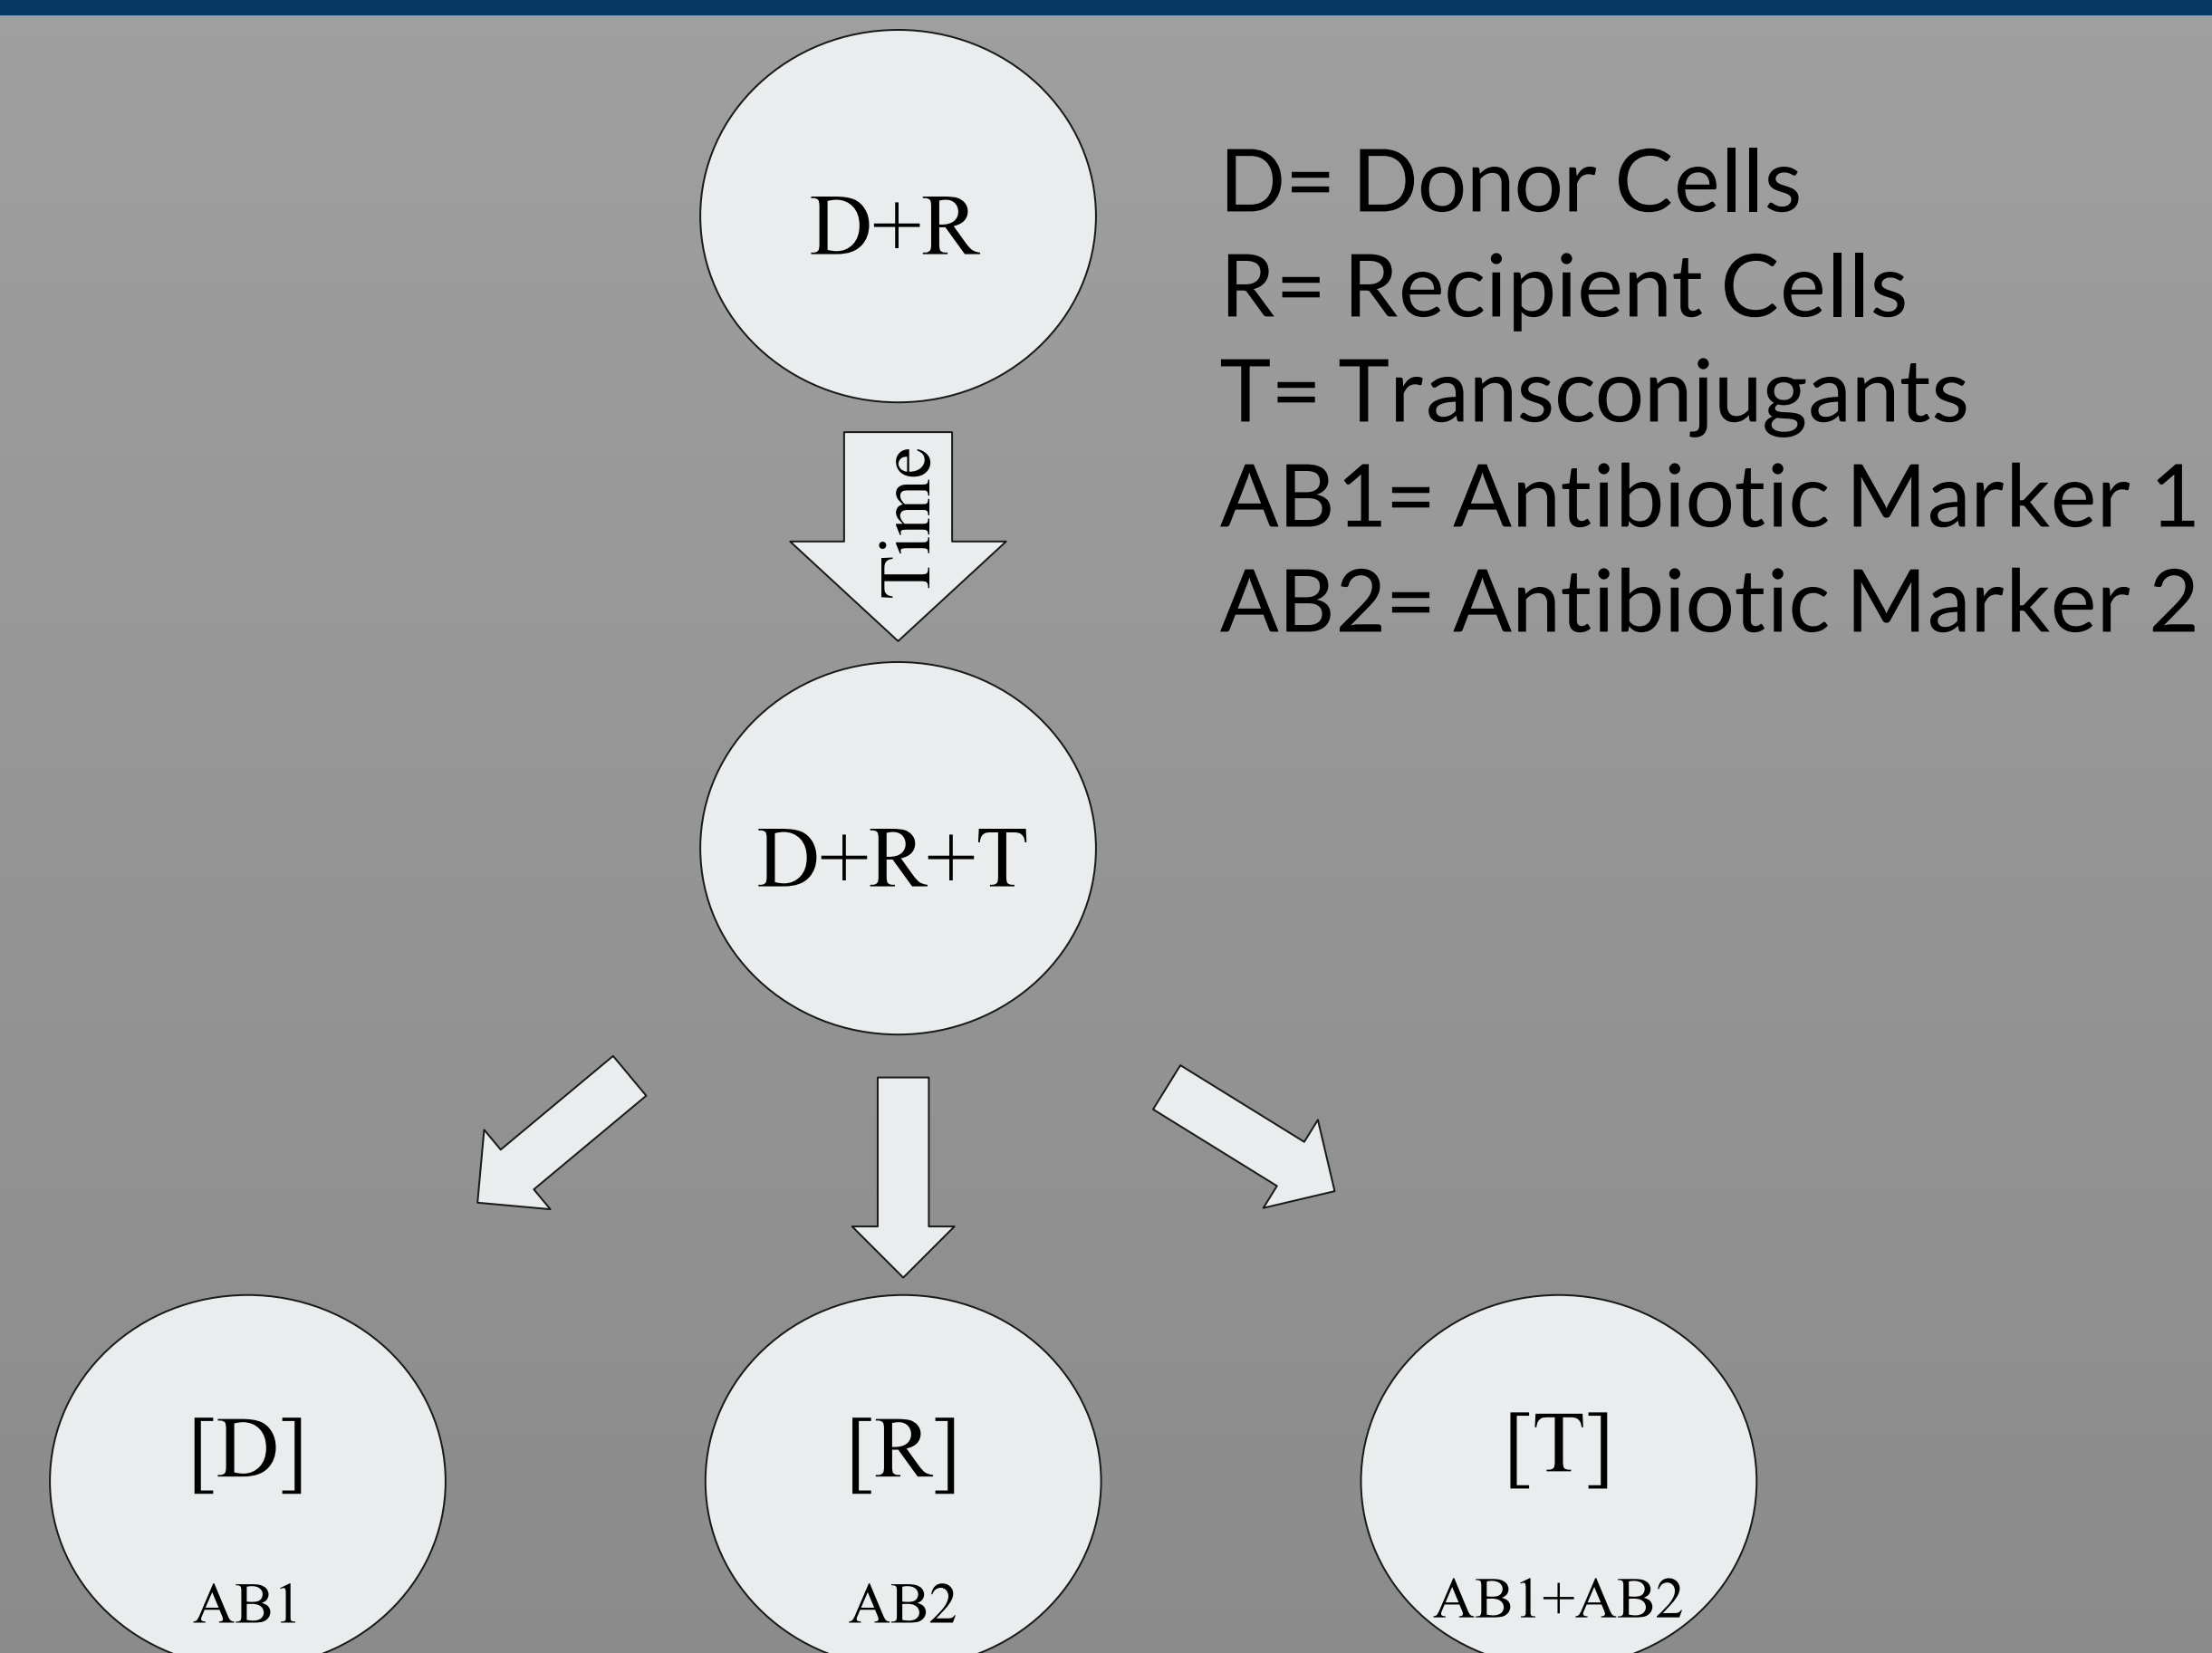 D+R
D= Donor Cells
R= Recipient Cells
T= Transconjugants
AB1= Antibiotic Marker 1
AB2= Antibiotic Marker 2
Time
D+R+T
[D]
AB1
[R]
AB2
[T]
AB1+AB2